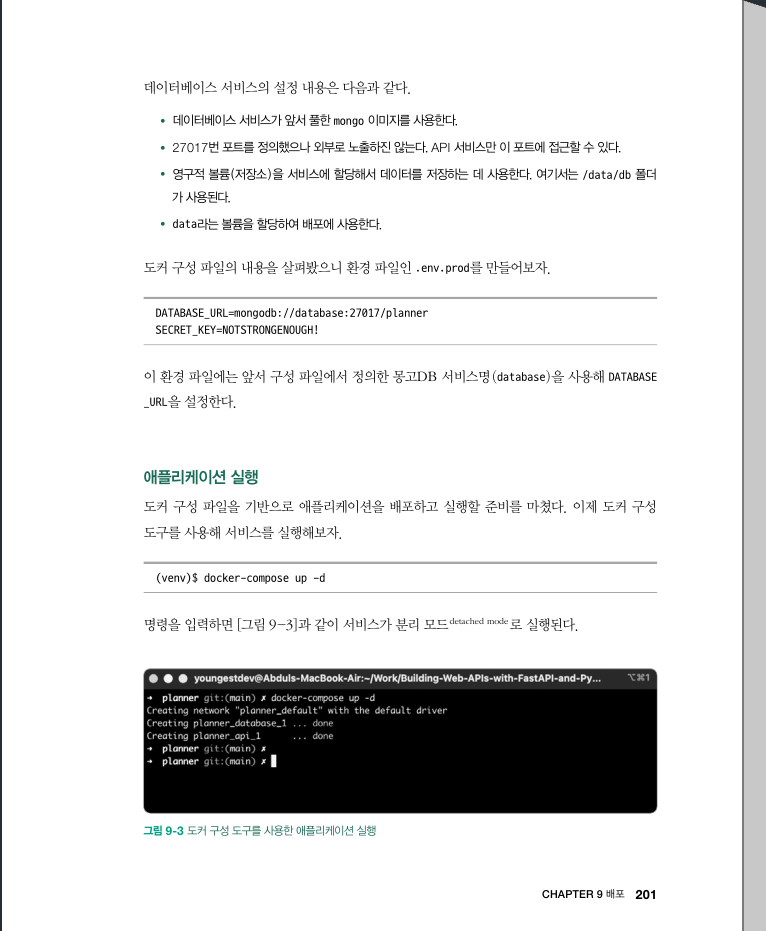 데이터베이스 서비스의 설정 내용은 다음과 같다.
• 데이터베이스 서비스가 앞서 풀한 mongo 이미지를 사용한다.
• 27017번 포트를 정의했으나 외부로 노출하진 않는다. API 서비스만 이 포트에 접근할 수 있다.
• 영구적 볼륨(저장소)을 서비스에 할당해서 데이터를 저장하는 데 사용한다. 여기서는 /data/db 폴더
가 사용된다.
• data라는 볼륨을 할당하여 배포에 사용한다.
도커 구성 파일의 내용을 살펴봤으니 환경 파일인 .env.prod를 만들어보자.
DATABASE_URL=mongodb://database:27017/planner
SECRET_KEY=NOTSTRONGENOUGH!
이 환경 파일에는 앞서 구성 파일에서 정의한 몽고DB 서비스명(database)을 사용해 DATABASE
_URL을 설정한다.
애플리케이션 실행
도커 구성 파일을 기반으로 애플리케이션을 배포하고 실행할 준비를 마쳤다. 이제 도커 구성
도구를 사용해 서비스를 실행해보자.
(venv)$ docker-compose up -d
명령을 입력하면 [그림 9-3]과 같이 서비스가 분리 모드detached mode로 실행된다.
youngestdev@Abduls-MacBook-Air:~/Work/Building-Web-APIs-with-FastAPI-and-Py... ⌥⌘1
➜ planner git:(main) ✗ docker-compose up -d
Creating network "planner_default" with the default driver
Creating planner_database_1 ... done
Creating planner_api_1 ... done
➜ planner git:(main) ✗
➜ planner git:(main) ✗
그림 9-3 도커 구성 도구를 사용한 애플리케이션 실행
CHAPTER 9 배포 201